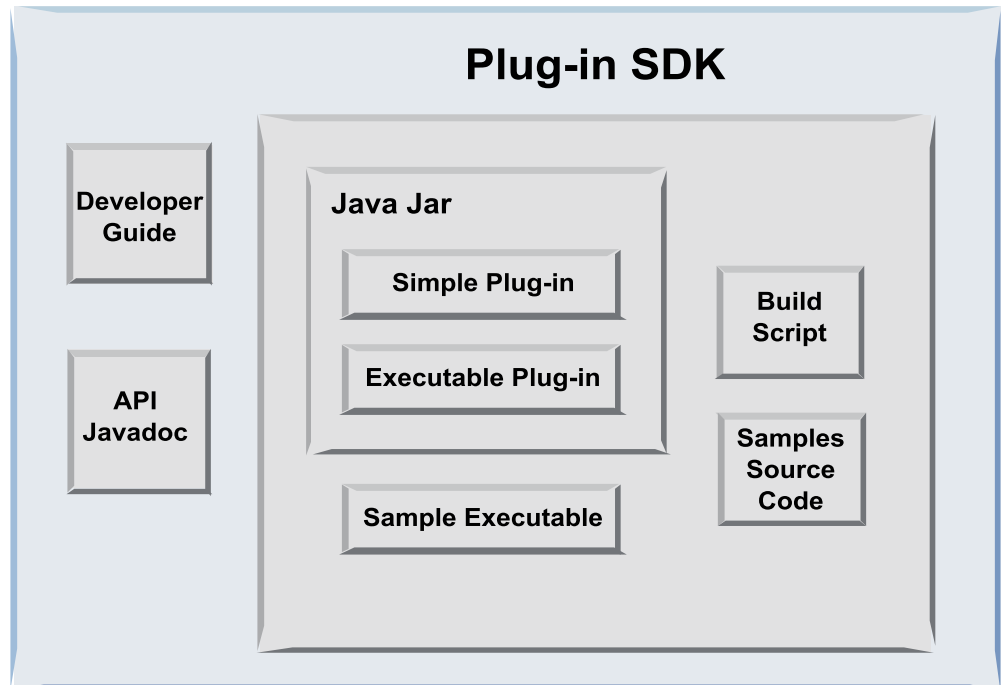 Plug-in SDK
Developer
Guide
API
Javadoc
Java Jar
Simple Plug-in
Executable Plug-in
Sample Executable
Build
Script
Samples
Source
Code